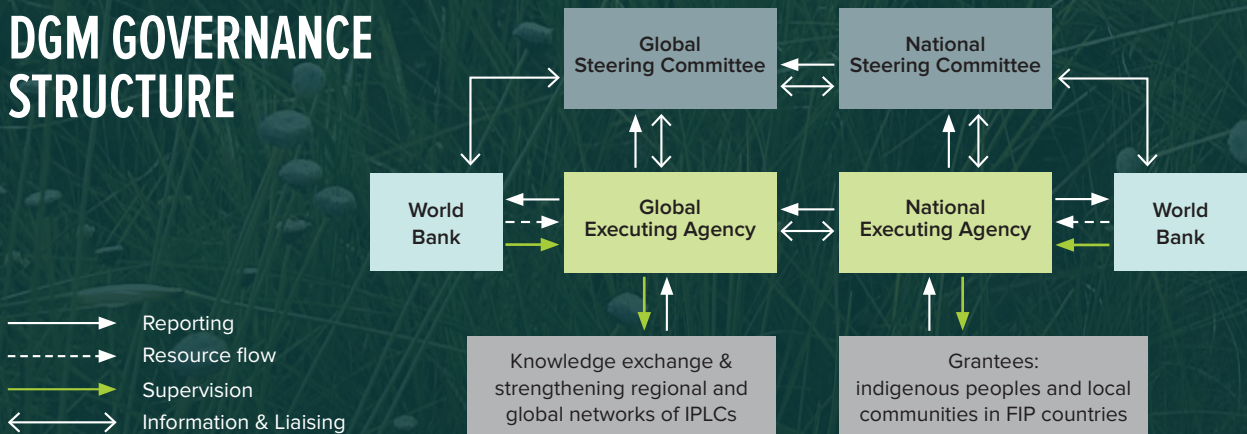 DGM GOVERNANCE
STRUCTURE
Global
Steering Committee
National
Steering Committee
World
Bank
Global
Executing Agency
National
Executing Agency
World
Bank
Reporting
Resource flow
Supervision
Information & Liaising
Knowledge exchange &
strengthening regional and
global networks of IPLCs
Grantees:
indigenous peoples and local
communities in FIP countries